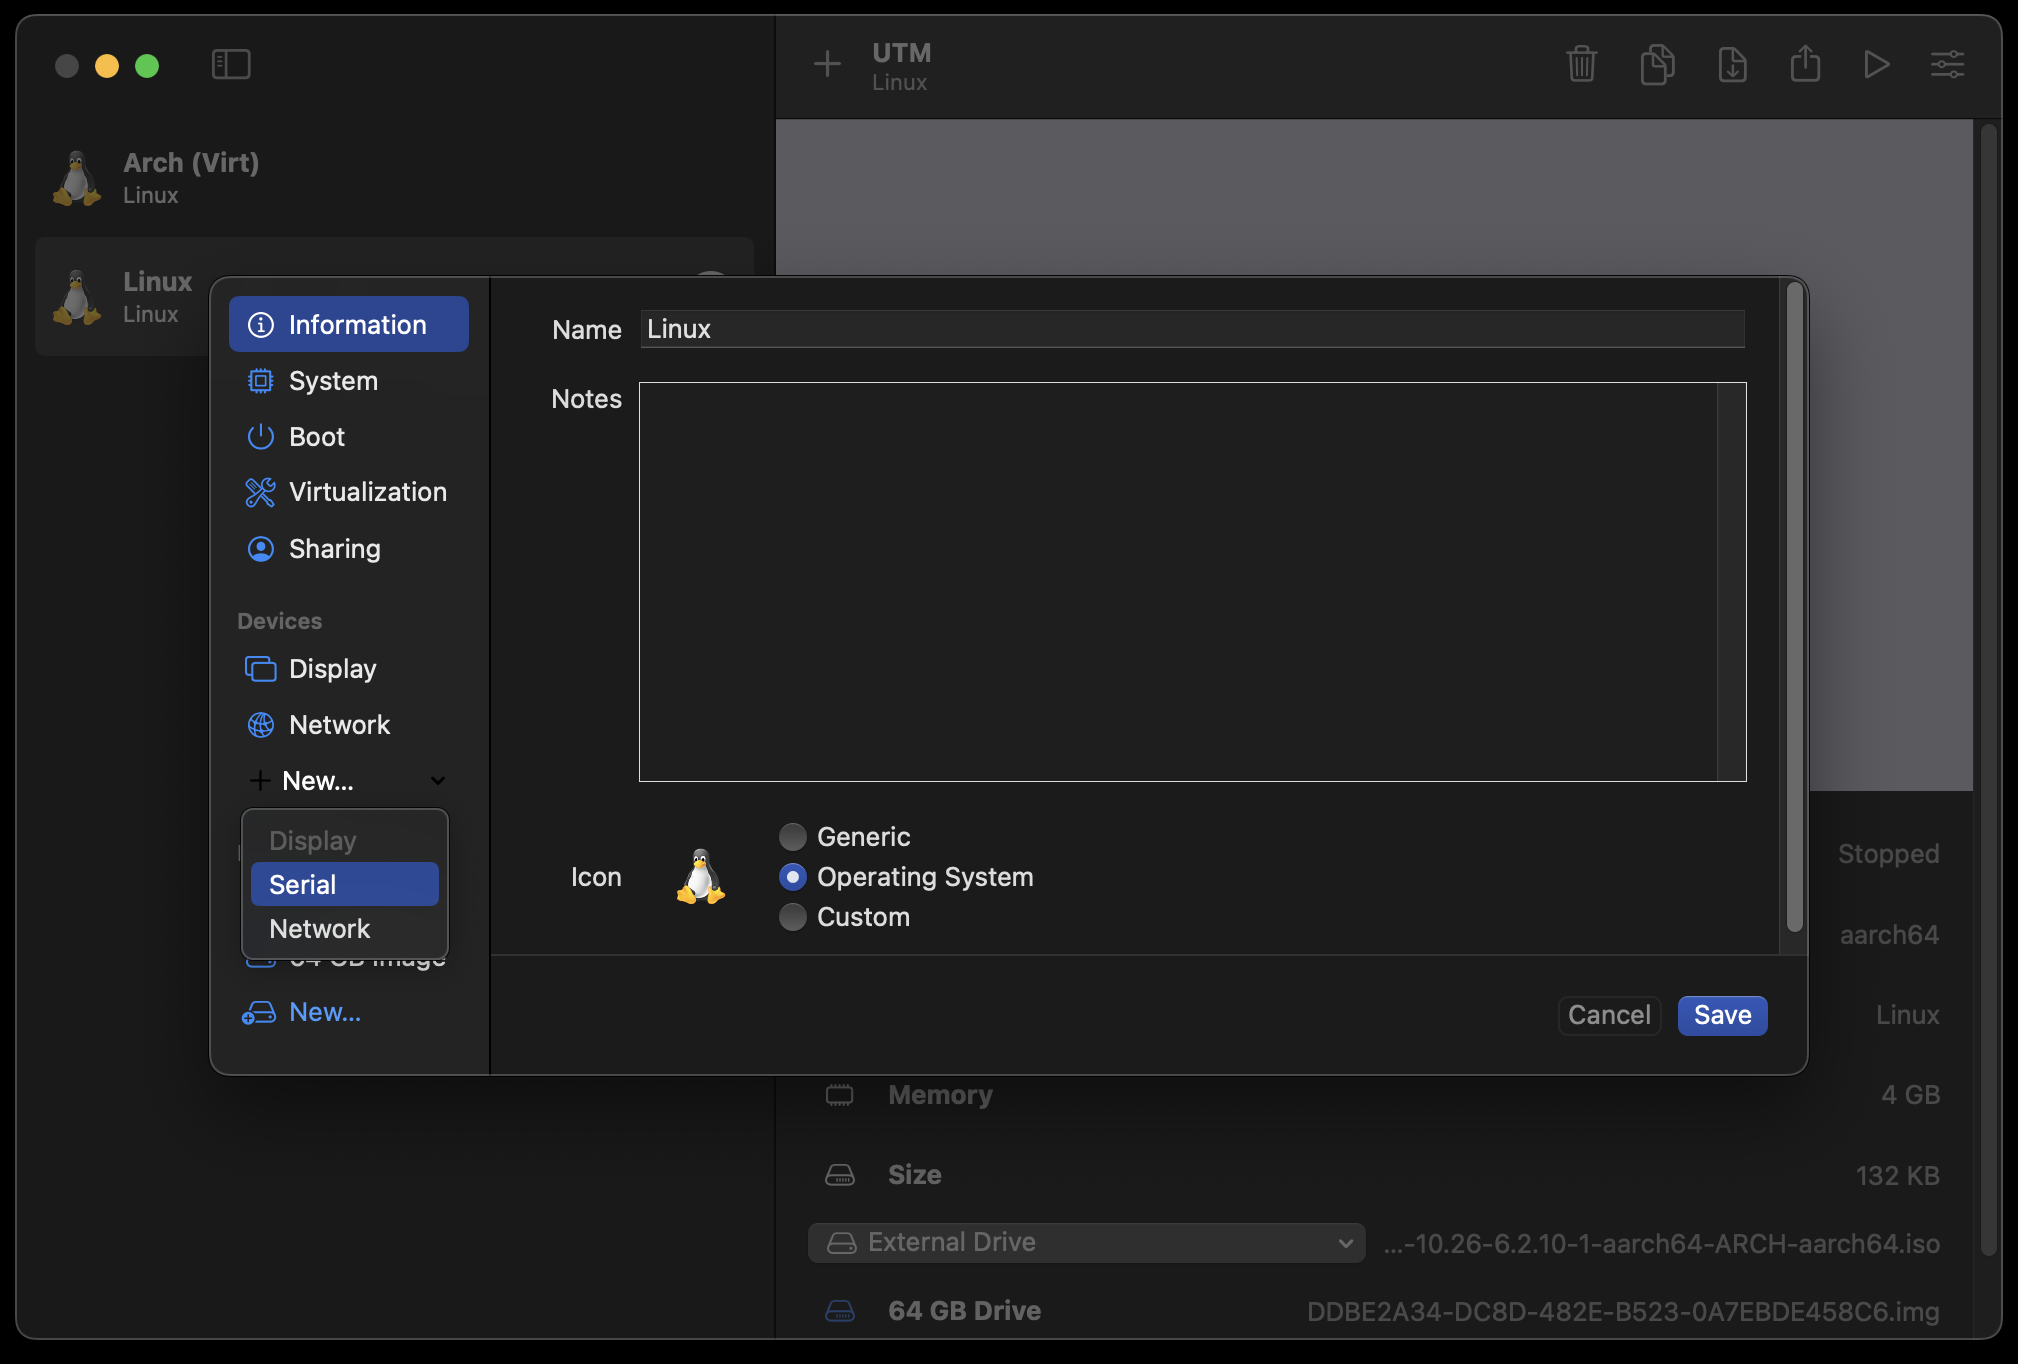 UTM
Linux
Arch (Virt)
Linux
Linux
Linux
Information
System
Boot
Virtualization
Sharing
Devices
Display
Network
New...
Display
Serial
Network
64 GB Image
New...
Name
Linux
Notes
Icon
Generic
Operating System
Custom
Cancel
Save
Stopped
aarch64
Linux
Memory
4 GB
Size
132 KB
External Drive
...-10.26-6.2.10-1-aarch64-ARCH-aarch64.iso
64 GB Drive
DDBE2A34-DC8D-482E-B523-0A7EBDE458C6.img